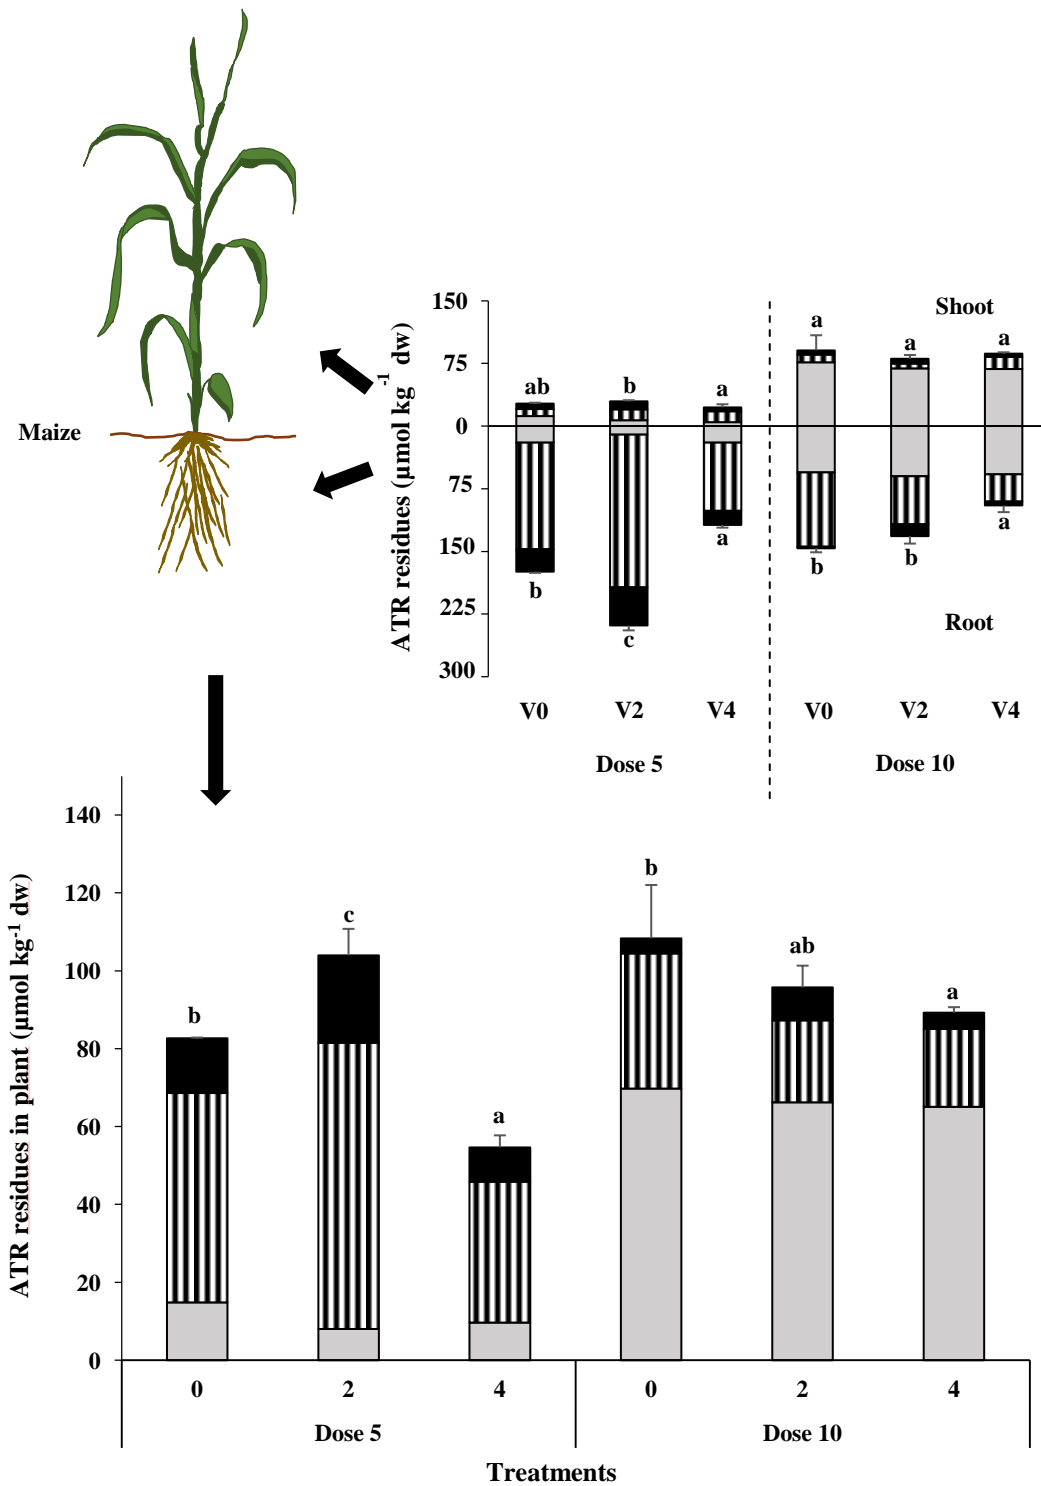 Maize
ATR residues (µmol kg-1 dw)
150
75
0
75
150
225
300
Shoot
Root
ab
b
a
a
a
a
b
c
a
b
b
a
V0
V2
V4
V0
V2
V4
Dose 5
Dose 10
ATR residues in plant (µmol kg-1 dw)
140
120
100
80
60
40
20
0
b
c
a
b
ab
a
0
2
4
0
2
4
Dose 5
Dose 10
Treatments